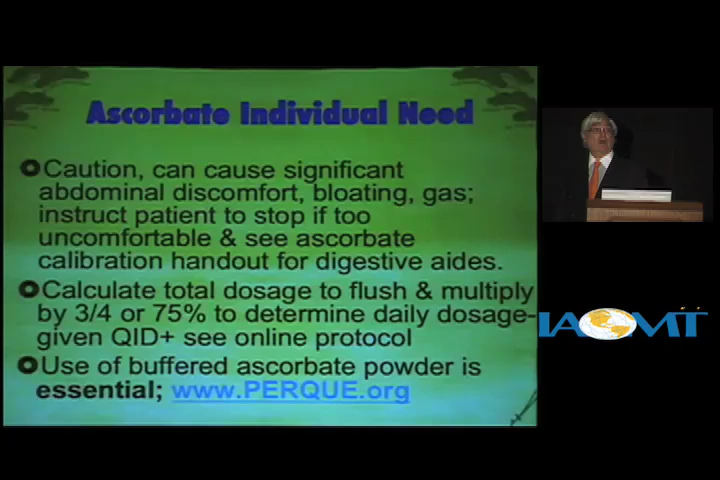 Ascorbate Individual Need
Caution, can cause significant
abdominal discomfort, bloating, gas;
instruct patient to stop if too
uncomfortable & see ascorbate
calibration handout for digestive aides.
Calculate total dosage to flush & multiply
by 3/4 or 75% to determine daily dosage-
given QID+ see online protocol
Use of buffered ascorbate powder is
essential; www.PERQUE.org
IAOMT